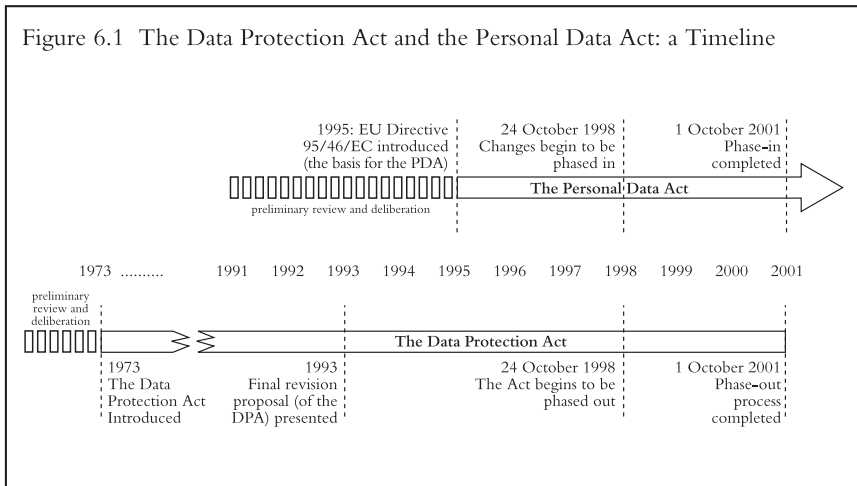 Figure 6.1 The Data Protection Act and the Personal Data Act: a Timeline
1995: EU Directive
95/46/EC introduced
(the basis for the PDA)
24 October 1998
Changes begin to be
phased in
1 October 2001
Phase-in
completed
The Personal Data Act
preliminary review and deliberation
1973 .......... 1991 1992 1993 1994 1995 1996 1997 1998 1999 2000 2001
preliminary
review and
deliberation
The Data Protection Act
1973
The Data
Protection Act
Introduced
1993
Final revision
proposal (of the
DPA) presented
24 October 1998
The Act begins to be
phased out
1 October 2001
Phase-out
process
completed